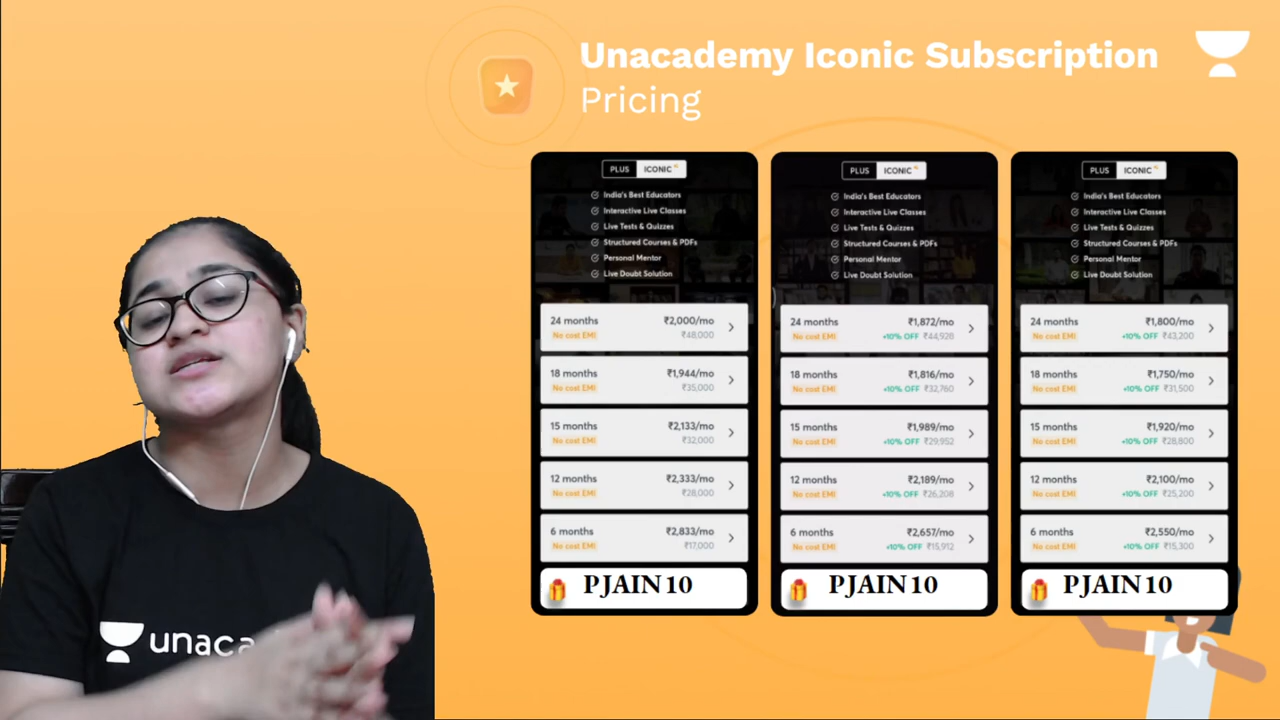 Unacademy Iconic Subscription
Pricing
PLUS ICONIC
India's Best Educators
Interactive Live Classes
Live Tests & Quizzes
Structured Courses & PDFs
Personal Mentor
Live Doubt Solution
24 months ₹2,000/mo
No cost EMI ₹48,000
18 months ₹1,944/mo
No cost EMI ₹35,000
15 months ₹2,133/mo
No cost EMI ₹32,000
12 months ₹2,333/mo
No cost EMI ₹28,000
6 months ₹2,833/mo
No cost EMI ₹17,000
PJAIN10
PLUS ICONIC
India's Best Educators
Interactive Live Classes
Live Tests & Quizzes
Structured Courses & PDFs
Personal Mentor
Live Doubt Solution
24 months ₹1,872/mo
No cost EMI +10% OFF ₹44,928
18 months ₹1,816/mo
No cost EMI +10% OFF ₹32,760
15 months ₹1,989/mo
No cost EMI +10% OFF ₹29,952
12 months ₹2,189/mo
No cost EMI +10% OFF ₹26,208
6 months ₹2,657/mo
No cost EMI +10% OFF ₹15,912
PJAIN10
PLUS ICONIC
India's Best Educators
Interactive Live Classes
Live Tests & Quizzes
Structured Courses & PDFs
Personal Mentor
Live Doubt Solution
24 months ₹1,800/mo
No cost EMI +10% OFF ₹43,200
18 months ₹1,750/mo
No cost EMI +10% OFF ₹31,500
15 months ₹1,920/mo
No cost EMI +10% OFF ₹28,800
12 months ₹2,100/mo
No cost EMI +10% OFF ₹25,200
6 months ₹2,550/mo
No cost EMI +10% OFF ₹15,300
PJAIN10
unaca